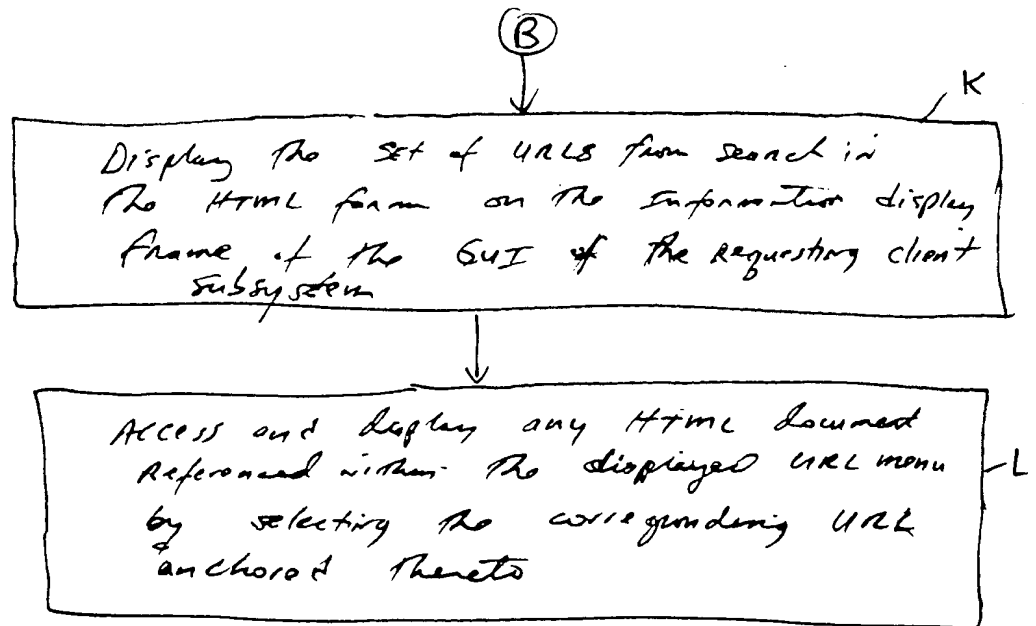 B
K
Display the set of URLs from search in
the HTML form on the Information display
frame of the GUI of the Requesting client
subsystem
Access and display any HTML document
Referenced within the displayed URL menu
by selecting the corresponding URL
anchored thereto
L